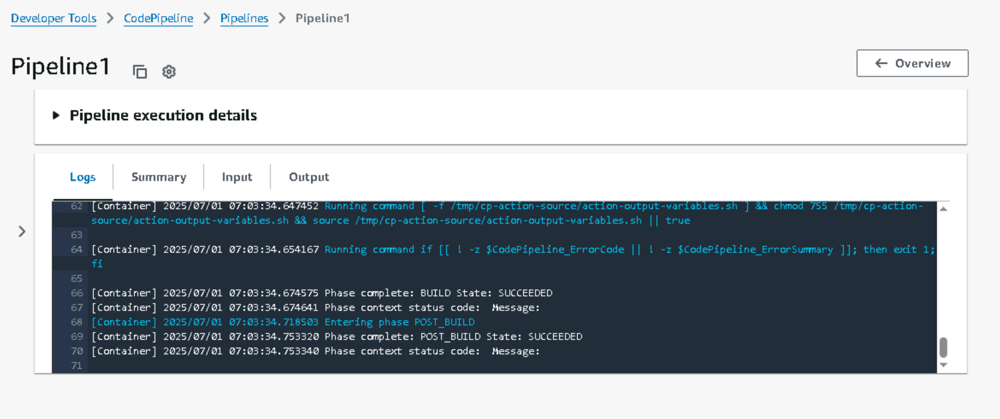 Developer Tools > CodePipeline > Pipelines > Pipeline1
Pipeline1
← Overview
Pipeline execution details
Logs Summary Input Output
62 [Container] 2025/07/01 07:03:34.647452 Running command [ -f /tmp/cp-action-source/action-output-variables.sh ] && chmod 755 /tmp/cp-action-
source/action-output-variables.sh && source /tmp/cp-action-source/action-output-variables.sh || true
63
64 [Container] 2025/07/01 07:03:34.654167 Running command if [[ ! -z $CodePipeline_ErrorCode || ! -z $CodePipeline_ErrorSummary ]]; then exit 1;
fi
65
66 [Container] 2025/07/01 07:03:34.674575 Phase complete: BUILD State: SUCCEEDED
67 [Container] 2025/07/01 07:03:34.674641 Phase context status code:  Message:
68 [Container] 2025/07/01 07:03:34.718503 Entering phase POST_BUILD
69 [Container] 2025/07/01 07:03:34.753320 Phase complete: POST_BUILD State: SUCCEEDED
70 [Container] 2025/07/01 07:03:34.753340 Phase context status code:  Message:
71